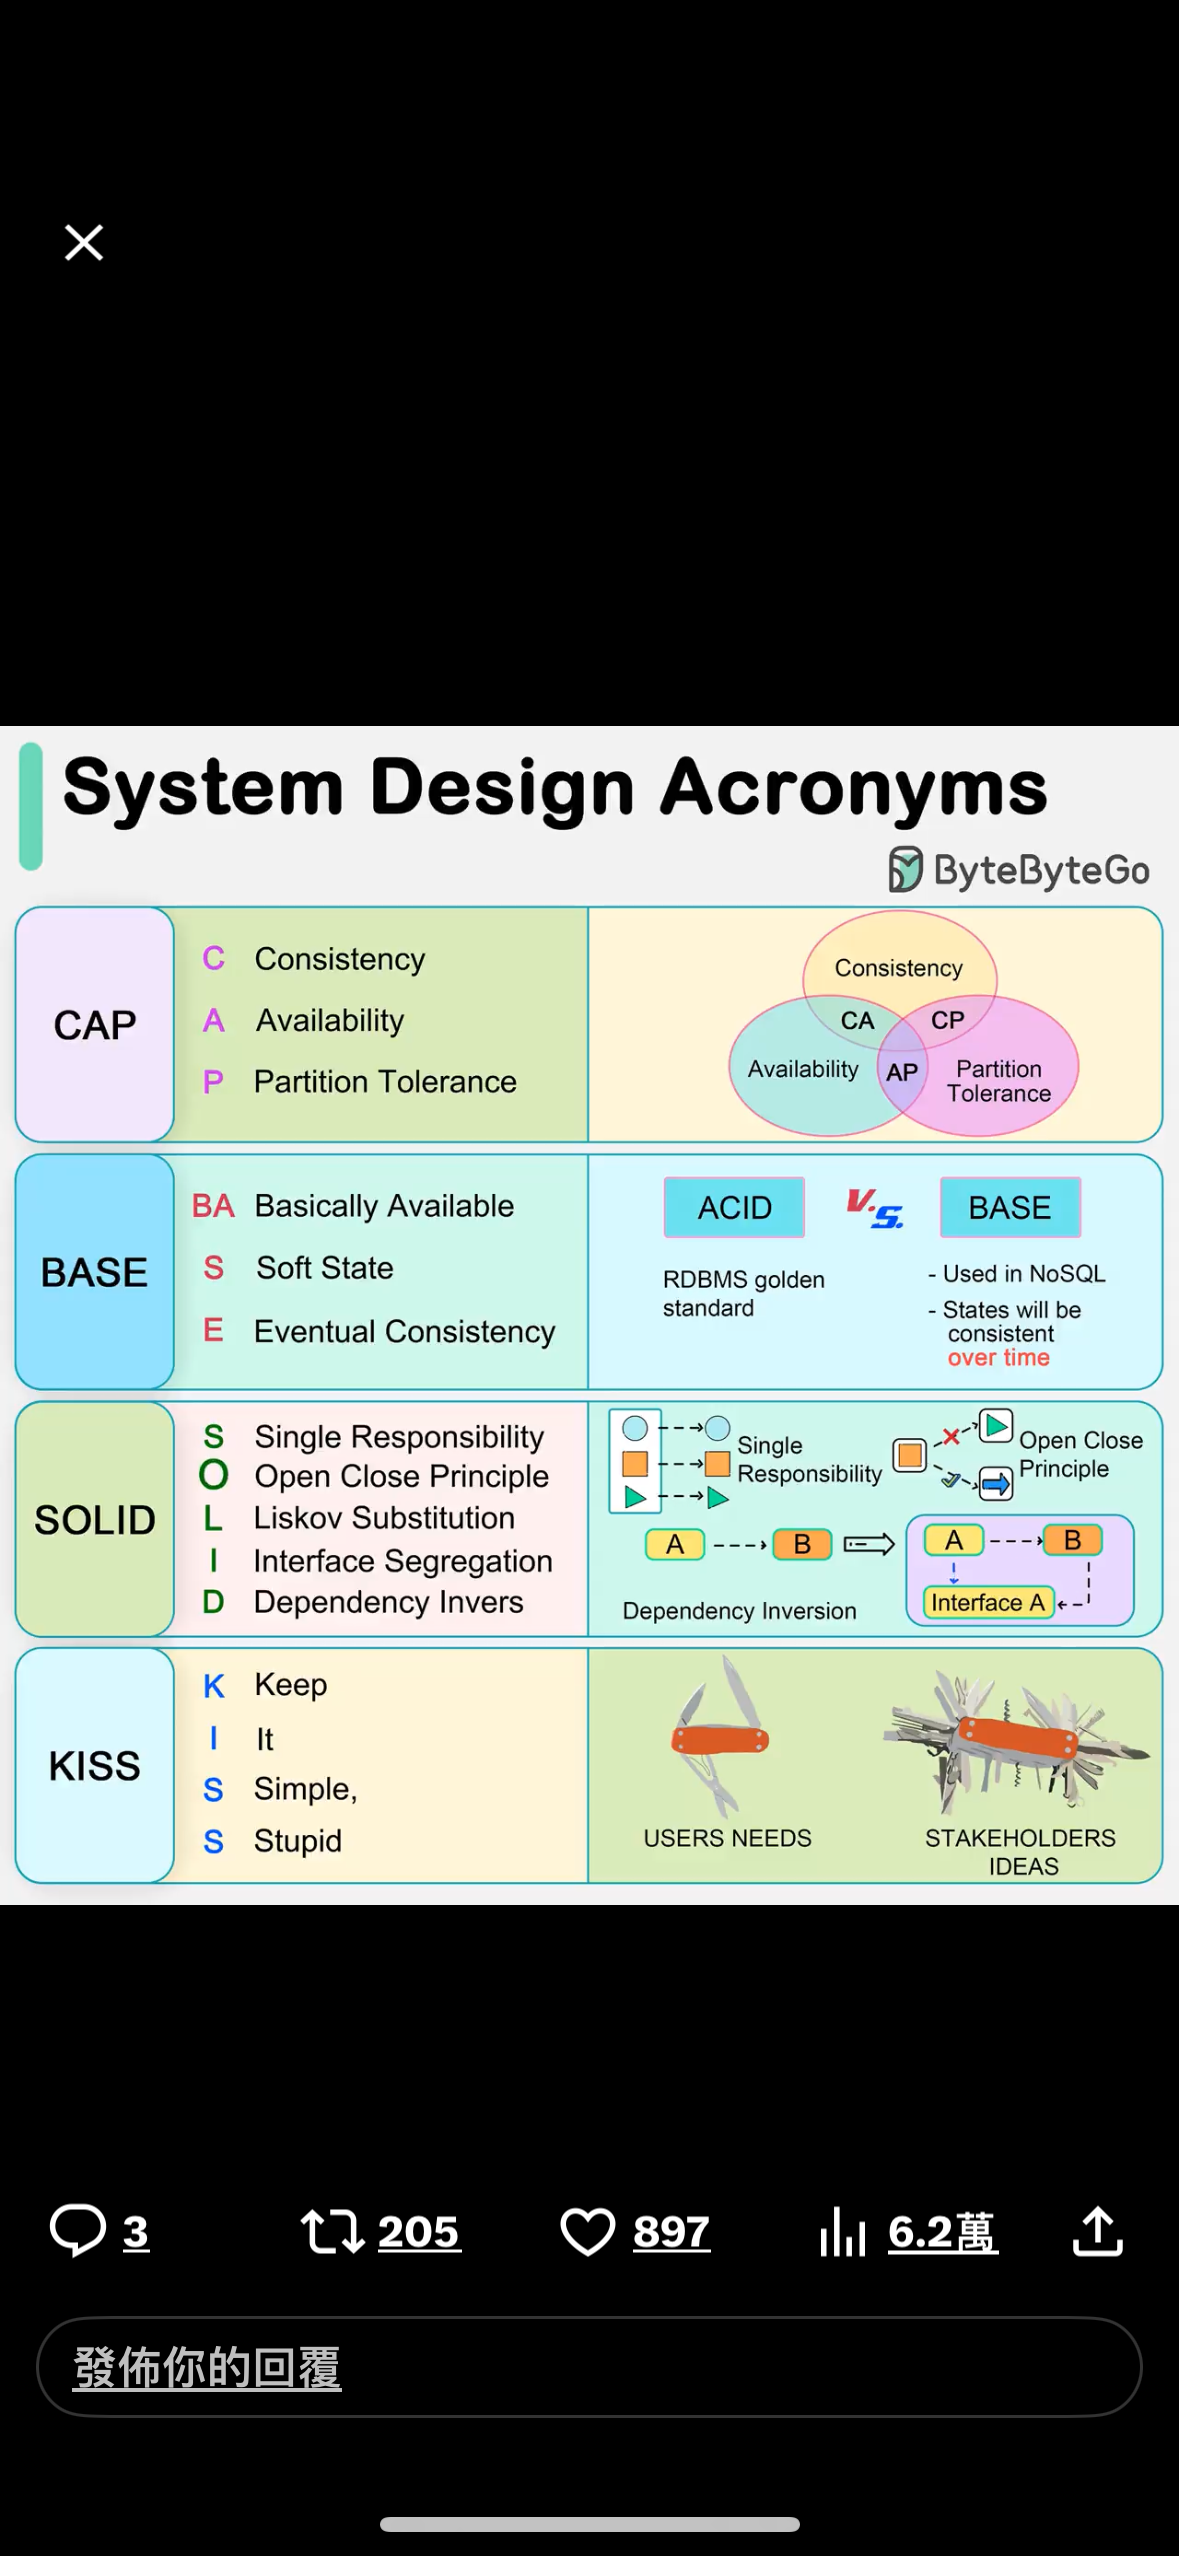 System Design Acronyms
ByteByteGo
CAP
C Consistency
A Availability
P Partition Tolerance
Consistency
CA
CP
Availability
AP
Partition
Tolerance
BASE
BA Basically Available
S Soft State
E Eventual Consistency
ACID
V.S.
BASE
RDBMS golden
standard
- Used in NoSQL
- States will be
consistent
over time
SOLID
S Single Responsibility
O Open Close Principle
L Liskov Substitution
I Interface Segregation
D Dependency Invers
Single
Responsibility
Open Close
Principle
A
B
A
B
Interface A
Dependency Inversion
KISS
K Keep
I It
S Simple,
S Stupid
USERS NEEDS
STAKEHOLDERS
IDEAS
3
205
897
6.2萬
發佈你的回覆